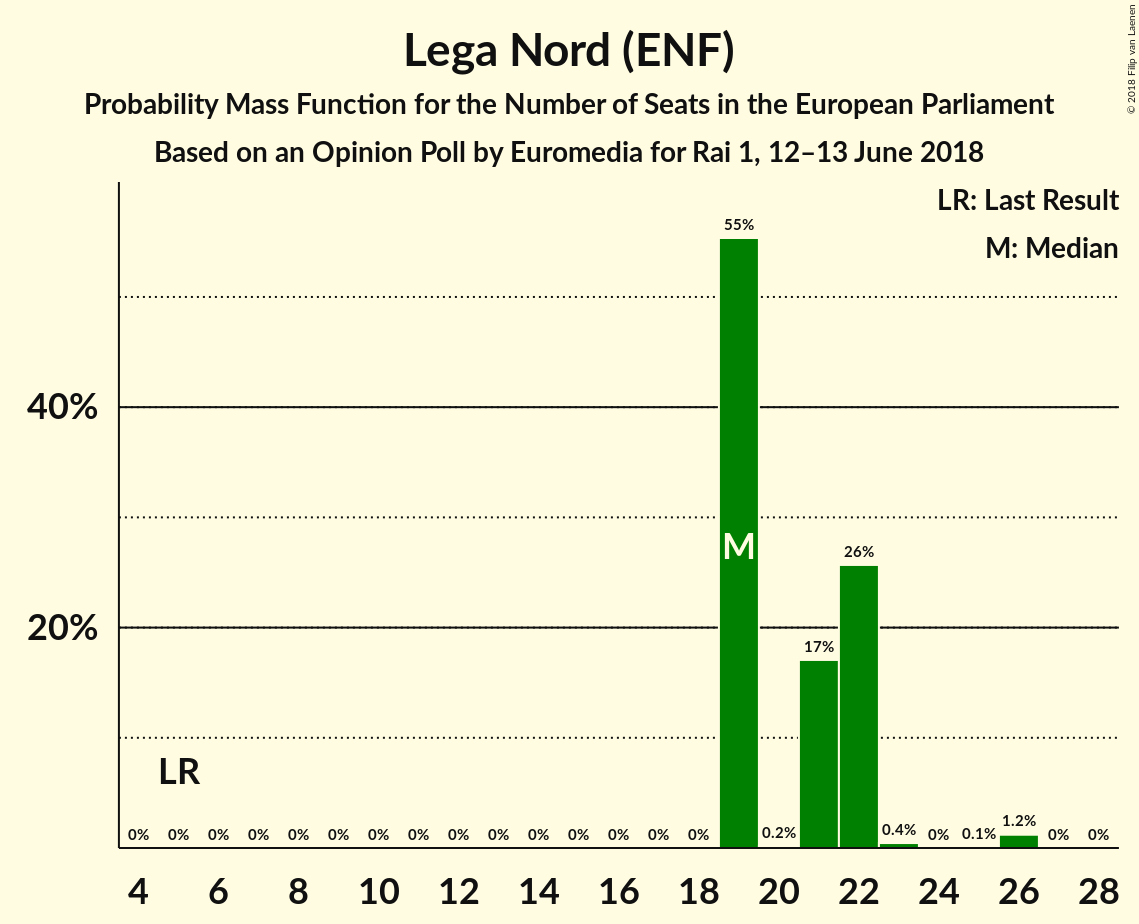 Lega Nord (ENF)
Probability Mass Function for the Number of Seats in the European Parliament
Based on an Opinion Poll by Euromedia for Rai 1, 12–13 June 2018
© 2018 Filip van Laenen
LR: Last Result
M: Median
55%
40%
M
26%
20%
17%
LR
0% 0% 0% 0% 0% 0% 0% 0% 0% 0% 0% 0% 0% 0% 0% 0.2% 0.4% 0% 0.1% 1.2% 0% 0%
4 6 8 10 12 14 16 18 20 22 24 26 28